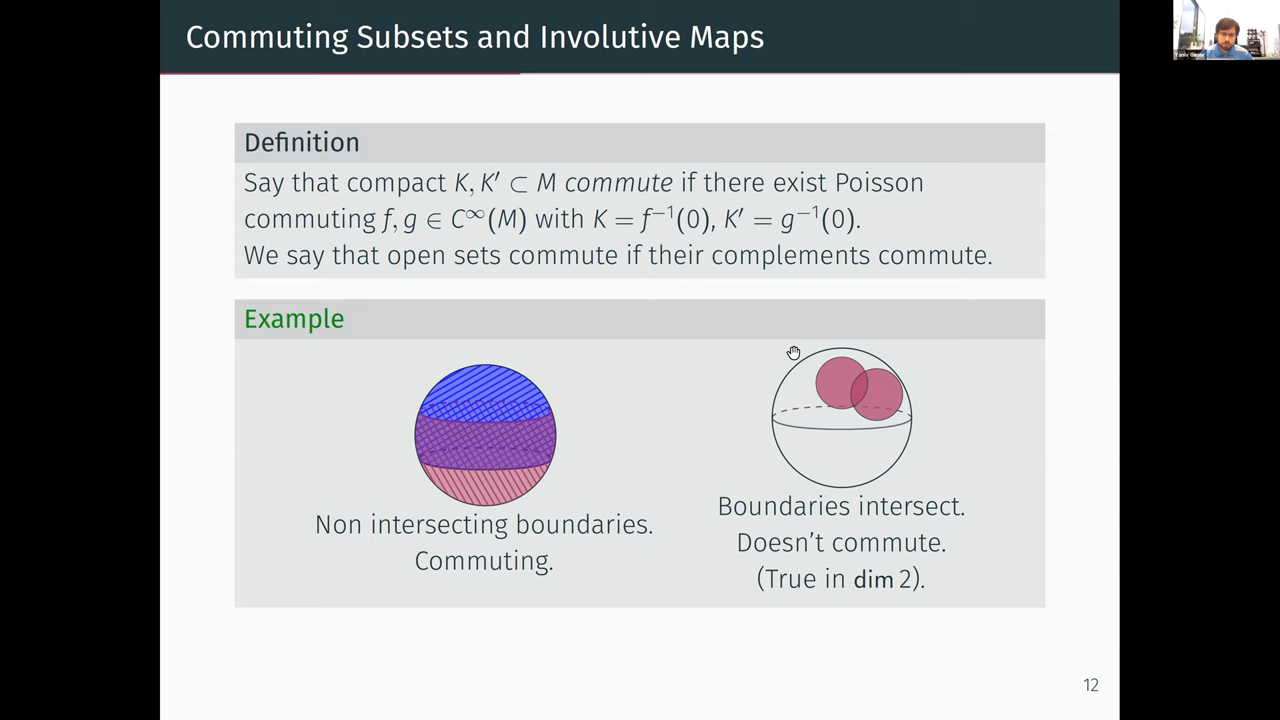 Commuting Subsets and Involutive Maps
Definition
Say that compact K, K′ ⊂ M commute if there exist Poisson
commuting f, g ∈ C∞(M) with K = f⁻¹(0), K′ = g⁻¹(0).
We say that open sets commute if their complements commute.
Example
Non intersecting boundaries.
Commuting.
Boundaries intersect.
Doesn't commute.
(True in dim 2).
12